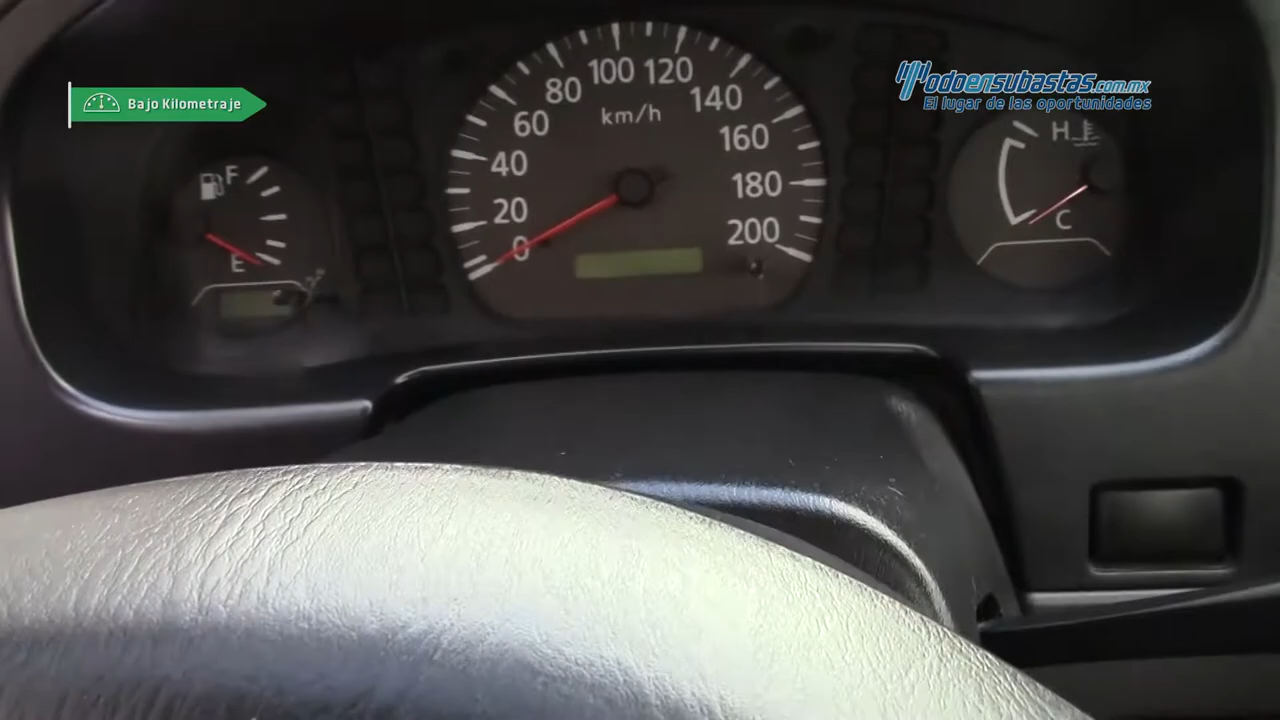 Bajo Kilometraje
Todoensubastas.com.mx
El lugar de las oportunidades
F
E
km/h
0
20
40
60
80
100
120
140
160
180
200
H
C